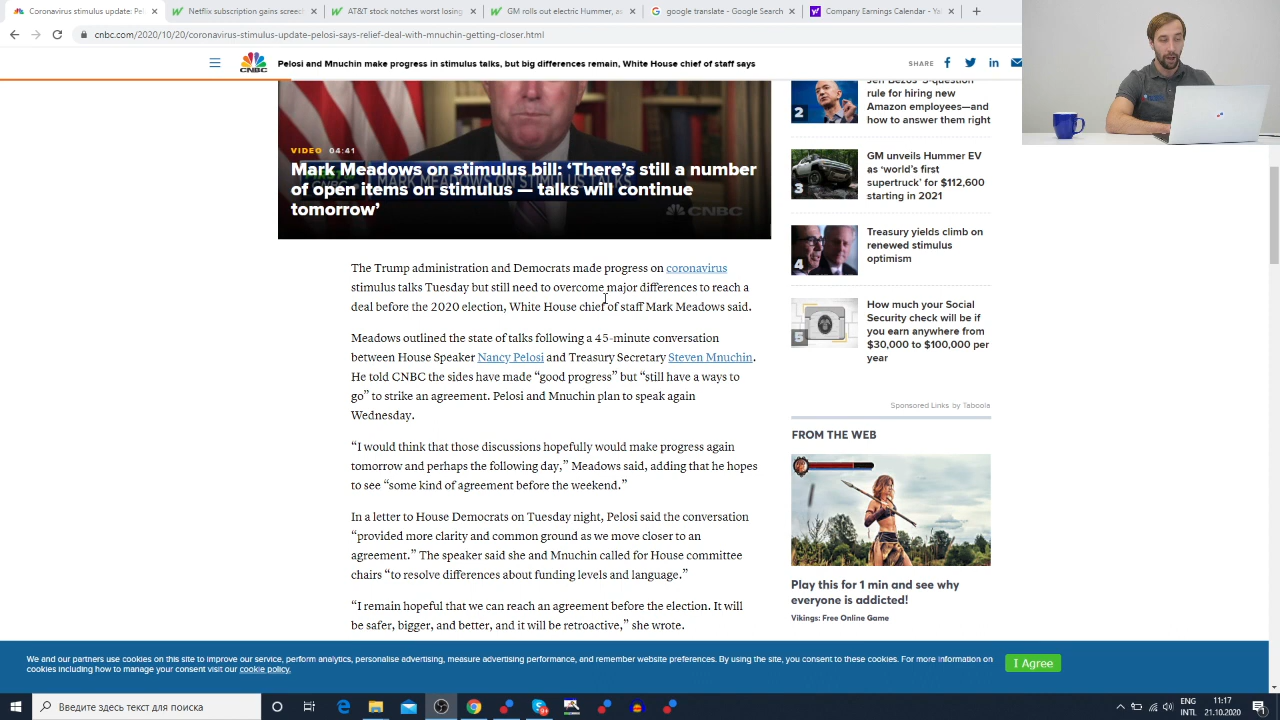 Coronavirus stimulus update: Pel
Netflix subscription gains screec
AT&T stock notches worst losing
GM rolls out electric Hummer, a
google translate - Google Search
Company Earnings Calendar - Ya
cnbc.com/2020/10/20/coronavirus-stimulus-update-pelosi-says-relief-deal-with-mnuchin-getting-closer.html
CNBC
Pelosi and Mnuchin make progress in stimulus talks, but big differences remain, White House chief of staff says
SHARE
VIDEO 04:41
Mark Meadows on stimulus bill: ‘There’s still a number
of open items on stimulus — talks will continue
tomorrow’
MARK MEADOWS ON STIMULUS TALKS
CNBC
The Trump administration and Democrats made progress on coronavirus
stimulus talks Tuesday but still need to overcome major differences to reach a
deal before the 2020 election, White House chief of staff Mark Meadows said.
Meadows outlined the state of talks following a 45-minute conversation
between House Speaker Nancy Pelosi and Treasury Secretary Steven Mnuchin.
He told CNBC the sides have made “good progress” but “still have a ways to
go” to strike an agreement. Pelosi and Mnuchin plan to speak again
Wednesday.
“I would think that those discussions hopefully would make progress again
tomorrow and perhaps the following day,” Meadows said, adding that he hopes
to see “some kind of agreement before the weekend.”
In a letter to House Democrats on Tuesday night, Pelosi said the conversation
“provided more clarity and common ground as we move closer to an
agreement.” The speaker said she and Mnuchin called for House committee
chairs “to resolve differences about funding levels and language.”
“I remain hopeful that we can reach an agreement before the election. It will
be safer, bigger, and better, and it will be retroactive,” she wrote.
2
Jeff Bezos’ 3-question
rule for hiring new
Amazon employees—and
how to answer them right
3
GM unveils Hummer EV
as ‘world’s first
supertruck’ for $112,600
starting in 2021
4
Treasury yields climb on
renewed stimulus
optimism
5
How much your Social
Security check will be if
you earn anywhere from
$30,000 to $100,000 per
year
Sponsored Links by Taboola
FROM THE WEB
Play this for 1 min and see why
everyone is addicted!
Vikings: Free Online Game
We and our partners use cookies on this site to improve our service, perform analytics, personalise advertising, measure advertising performance, and remember website preferences. By using the site, you consent to these cookies. For more information on
cookies including how to manage your consent visit our cookie policy.
I Agree
Введите здесь текст для поиска
ENG
INTL
11:17
21.10.2020